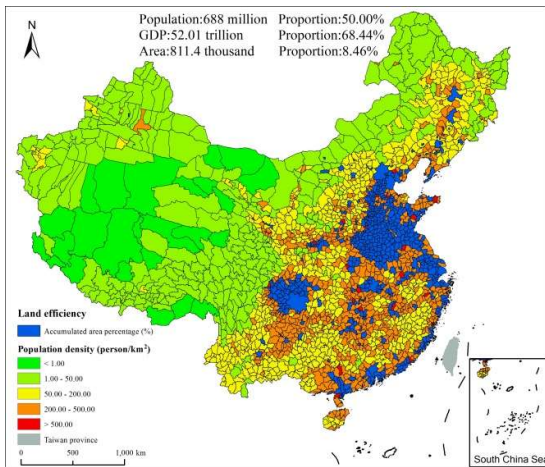 Population:688 million Proportion:50.00%
GDP:52.01 trillion Proportion:68.44%
Area:811.4 thousand Proportion:8.46%
N
Land efficiency
Accumulated area percentage (%)
Population density (person/km²)
< 1.00
1.00 - 50.00
50.00 - 200.00
200.00 - 500.00
> 500.00
Taiwan province
0 500 1,000 km
South China Sea